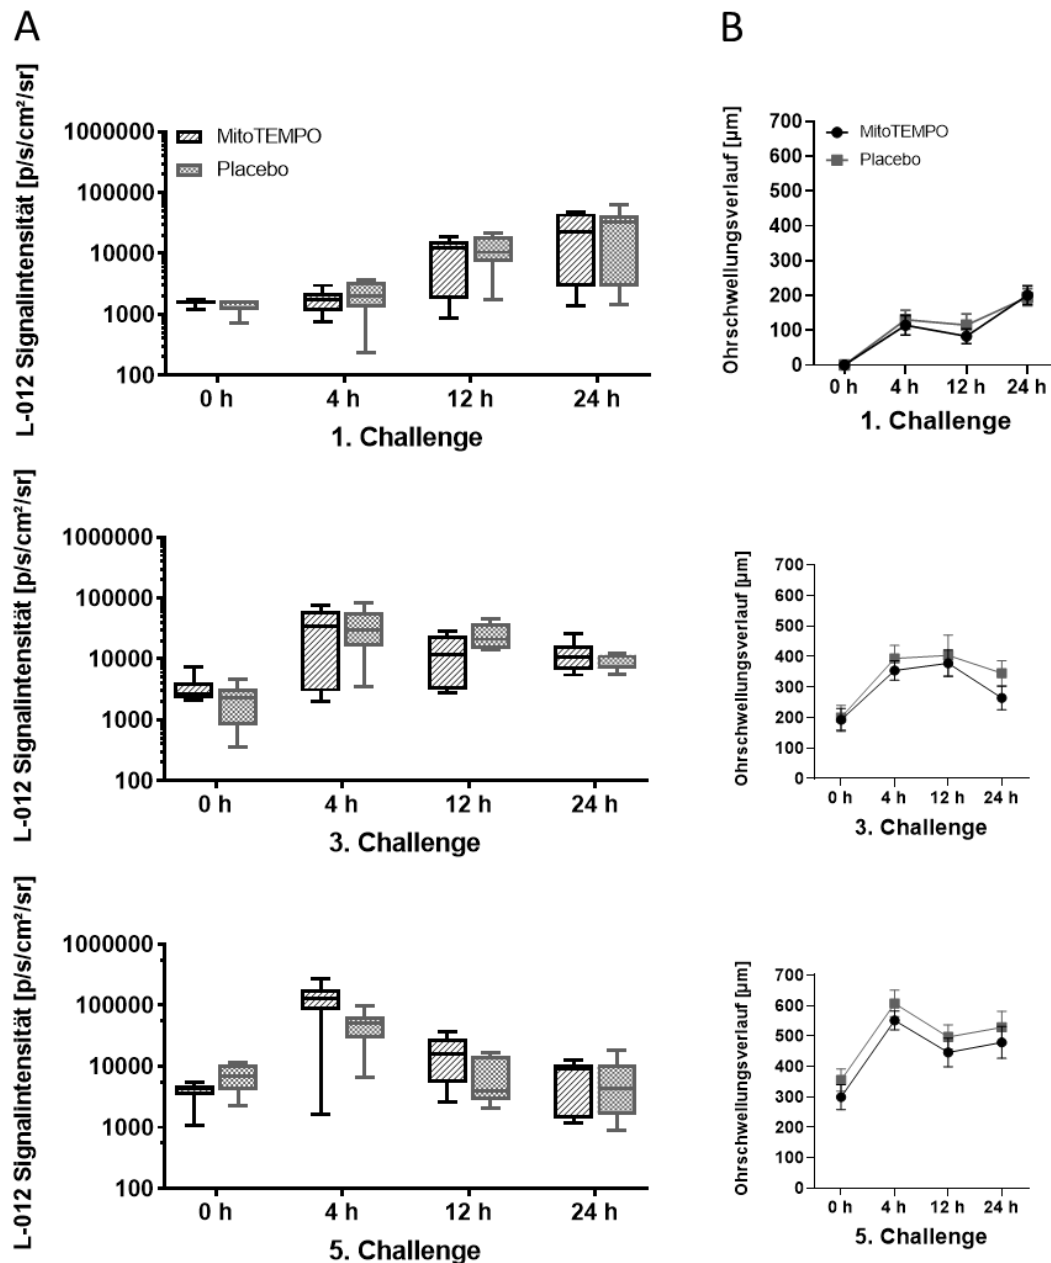 A
L-012 Signalintensität [p/s/cm²/sr]
1000000
100000
10000
1000
100
MitoTEMPO
Placebo
0 h
4 h
12 h
24 h
1. Challenge
B
Ohrschwellungsverlauf [µm]
700
600
500
400
300
200
100
0
MitoTEMPO
Placebo
0 h
4 h
12 h
24 h
1. Challenge
L-012 Signalintensität [p/s/cm²/sr]
1000000
100000
10000
1000
100
0 h
4 h
12 h
24 h
3. Challenge
Ohrschwellungsverlauf [µm]
700
600
500
400
300
200
100
0
0 h
4 h
12 h
24 h
3. Challenge
L-012 Signalintensität [p/s/cm²/sr]
1000000
100000
10000
1000
100
0 h
4 h
12 h
24 h
5. Challenge
Ohrschwellungsverlauf [µm]
700
600
500
400
300
200
100
0
0 h
4 h
12 h
24 h
5. Challenge